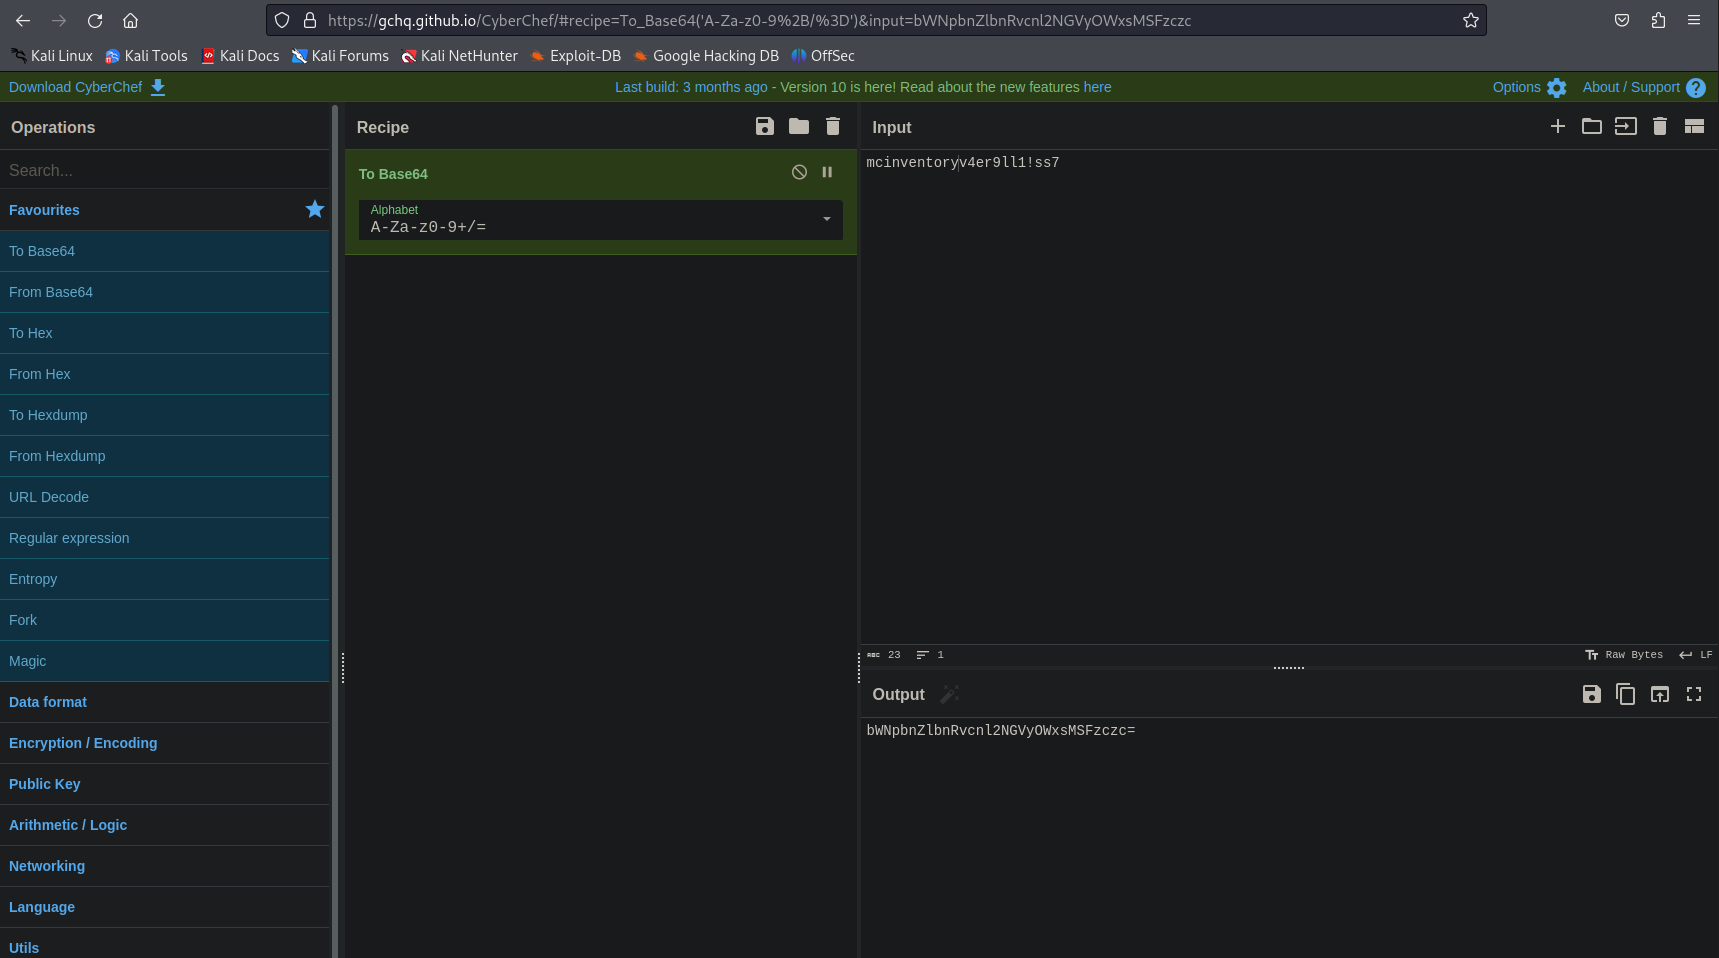 https://gchq.github.io/CyberChef/#recipe=To_Base64('A-Za-z0-9%2B/%3D')&input=bWNpbnZlbnRvcnl2NGVyOWxsMSFzczc
Kali Linux Kali Tools Kali Docs Kali Forums Kali NetHunter Exploit-DB Google Hacking DB OffSec
Download CyberChef Last build: 3 months ago - Version 10 is here! Read about the new features here Options About / Support
Operations
Search...
Favourites
To Base64
From Base64
To Hex
From Hex
To Hexdump
From Hexdump
URL Decode
Regular expression
Entropy
Fork
Magic
Data format
Encryption / Encoding
Public Key
Arithmetic / Logic
Networking
Language
Utils
Recipe
To Base64
Alphabet
A-Za-z0-9+/=
Input
mcinventoryv4er9ll1!ss7
ABC 23 1 Raw Bytes LF
Output
bWNpbnZlbnRvcnl2NGVyOWxsMSFzczc=